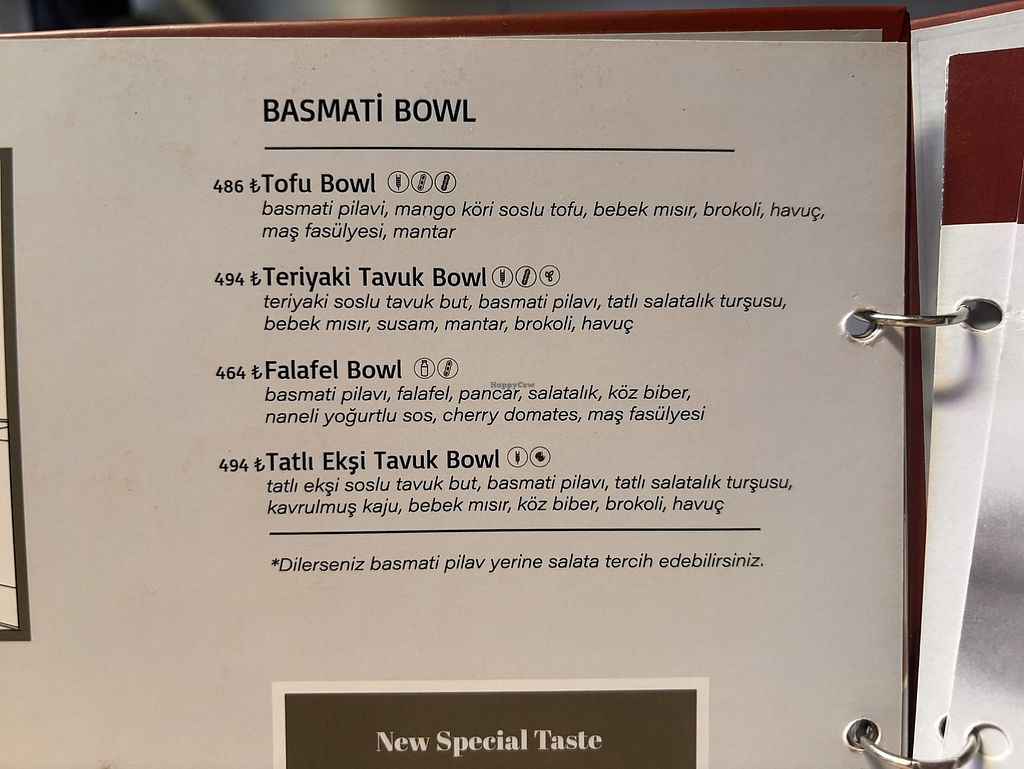 BASMATİ BOWL
486 ₺ Tofu Bowl
basmati pilavi, mango köri soslu tofu, bebek mısır, brokoli, havuç,
maş fasülyesi, mantar
494 ₺ Teriyaki Tavuk Bowl
teriyaki soslu tavuk but, basmati pilavı, tatlı salatalık turşusu,
bebek mısır, susam, mantar, brokoli, havuç
464 ₺ Falafel Bowl
basmati pilavı, falafel, pancar, salatalık, köz biber,
naneli yoğurtlu sos, cherry domates, maş fasülyesi
HappyCow
494 ₺ Tatlı Ekşi Tavuk Bowl
tatlı ekşi soslu tavuk but, basmati pilavı, tatlı salatalık turşusu,
kavrulmuş kaju, bebek mısır, köz biber, brokoli, havuç
*Dilerseniz basmati pilav yerine salata tercih edebilirsiniz.
New Special Taste